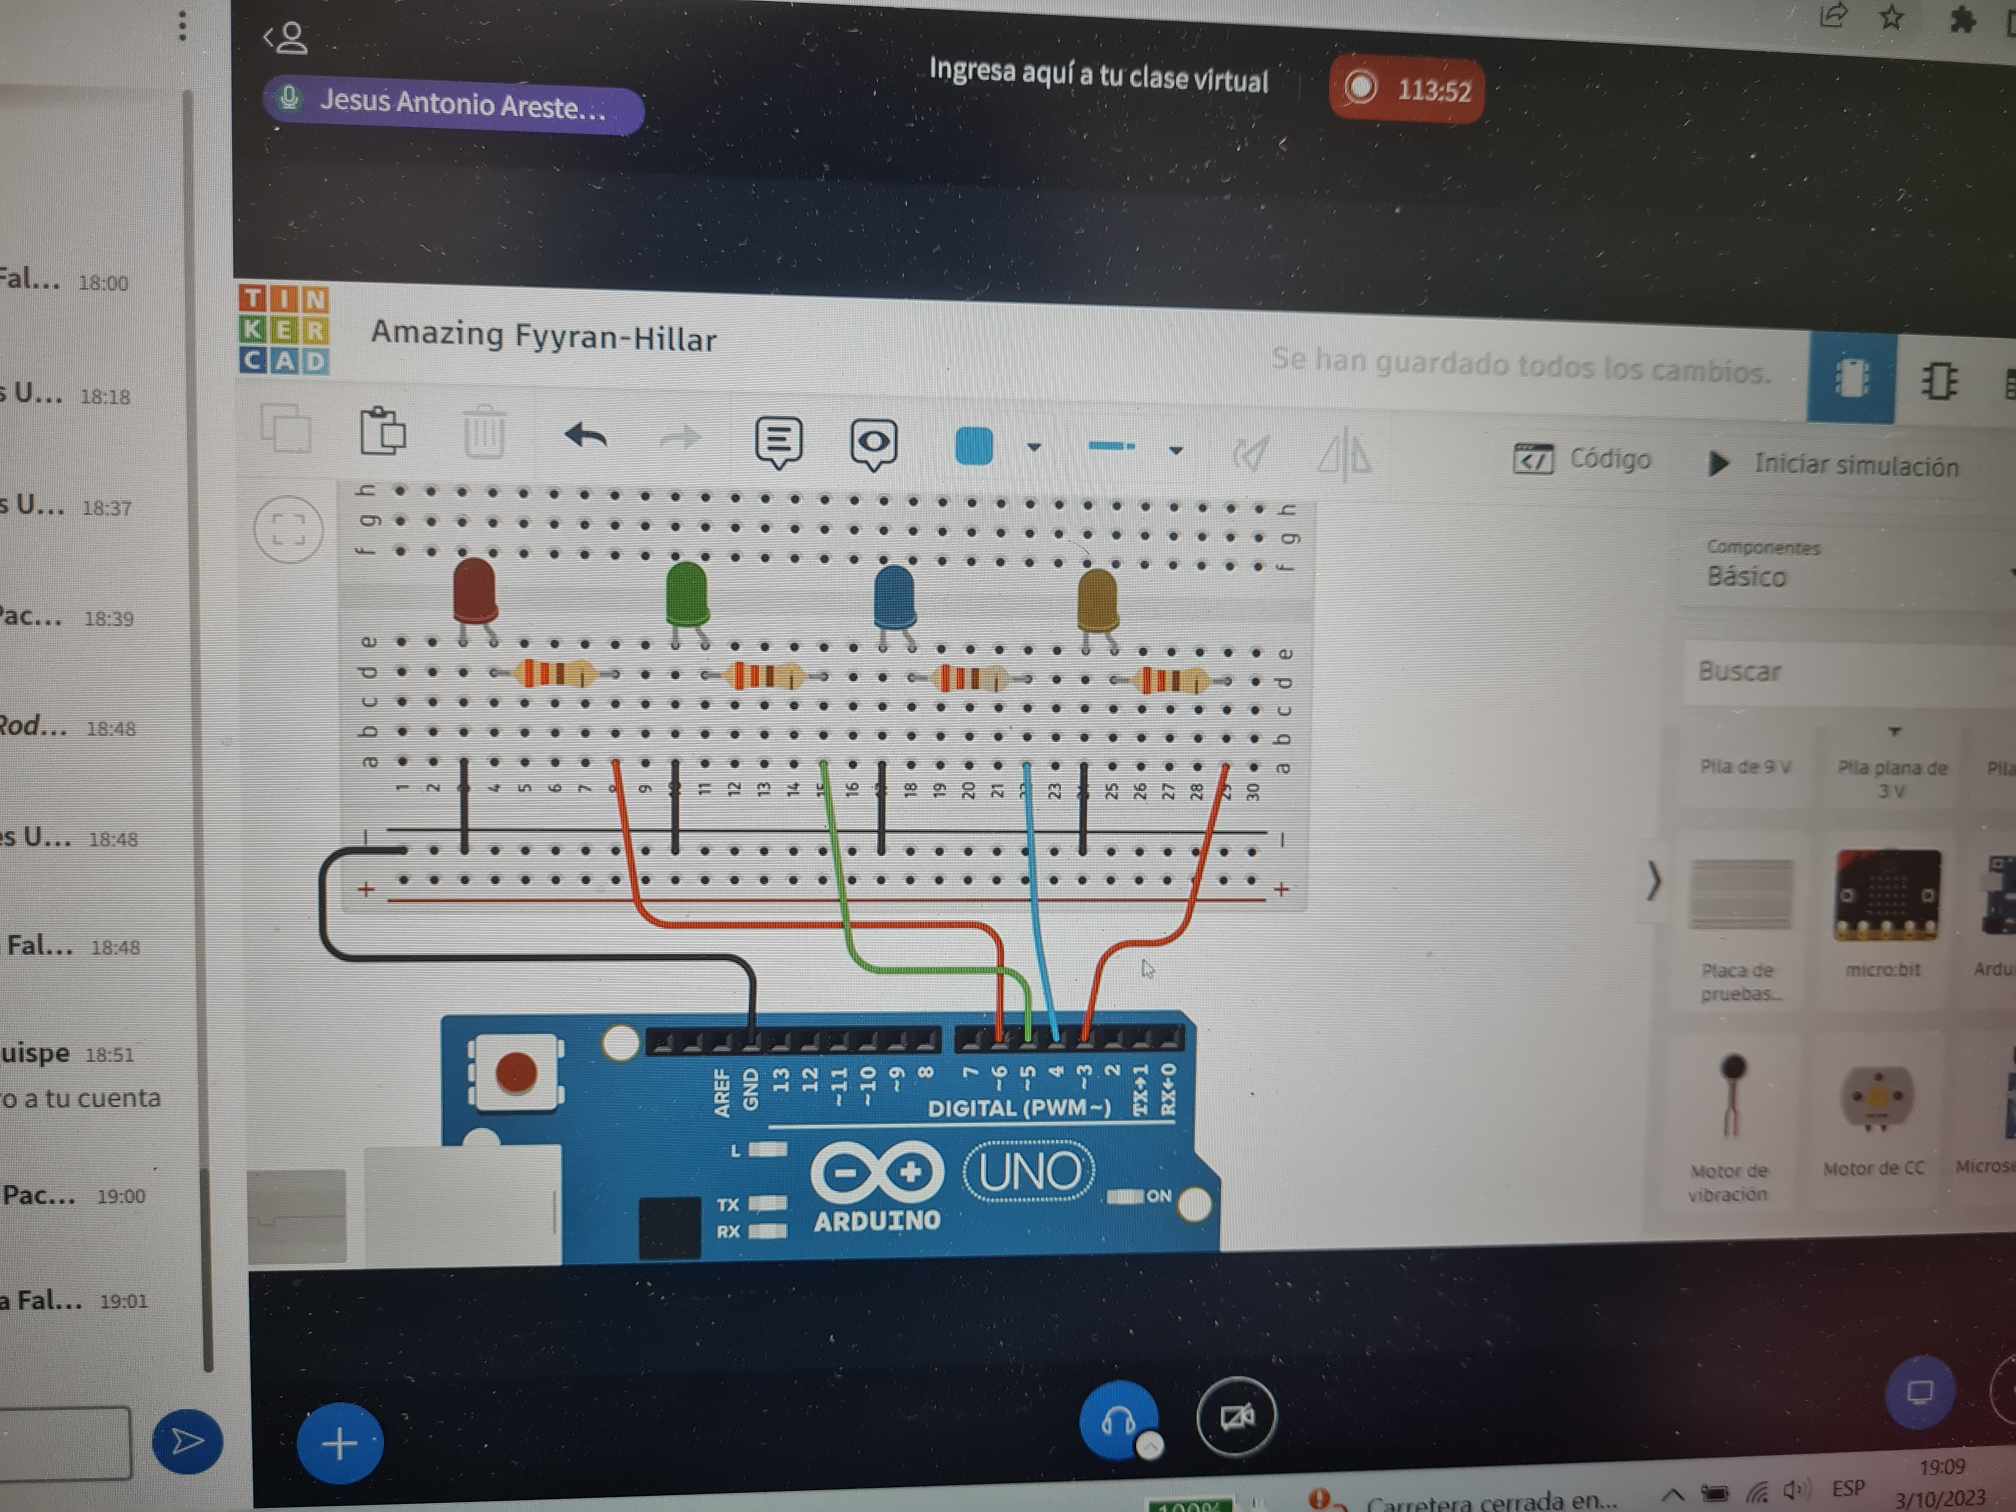 Jesus Antonio Areste...
Ingresa aquí a tu clase virtual
113:52
Fal... 18:00
s U... 18:18
s U... 18:37
Pac... 18:39
Rod... 18:48
es U... 18:48
Fal... 18:48
uispe 18:51
o a tu cuenta
Pac... 19:00
a Fal... 19:01
TINKERCAD
Amazing Fyyran-Hillar
Se han guardado todos los cambios.
Código
Iniciar simulación
Componentes
Básico
Buscar
Pila de 9 V
Pila plana de
3 V
Pila
Placa de
pruebas...
micro:bit
Ardu
Motor de
vibración
Motor de CC
Micros
h h
g g
f f
e e
d d
c c
b b
a a
1 2 4 5 6 7 8 9 11 12 13 14 15 16 18 19 20 21 22 23 25 26 27 28 29 30
— —
+ +
AREF GND 13 12 ~11 ~10 ~9 8 7 ~6 ~5 4 ~3 2 TX→1 RX←0
DIGITAL (PWM~)
L
TX
RX
UNO
ARDUINO
ON
100%
Carretera cerrada en...
ESP
19:09
3/10/2023